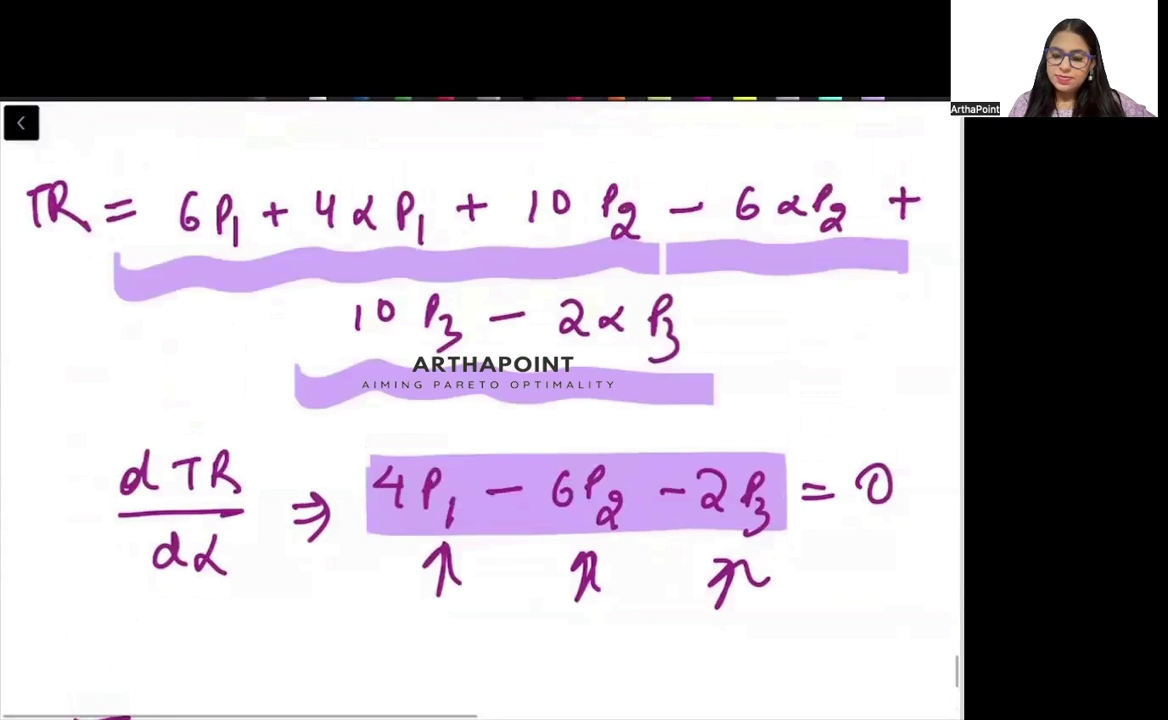 ArthaPoint
TR = 6P₁ + 4αP₁ + 10P₂ − 6αP₂ +
10P₃ − 2αP₃
ARTHAPOINT
AIMING PARETO OPTIMALITY
dTR/dα ⇒ 4P₁ − 6P₂ − 2P₃ = 0